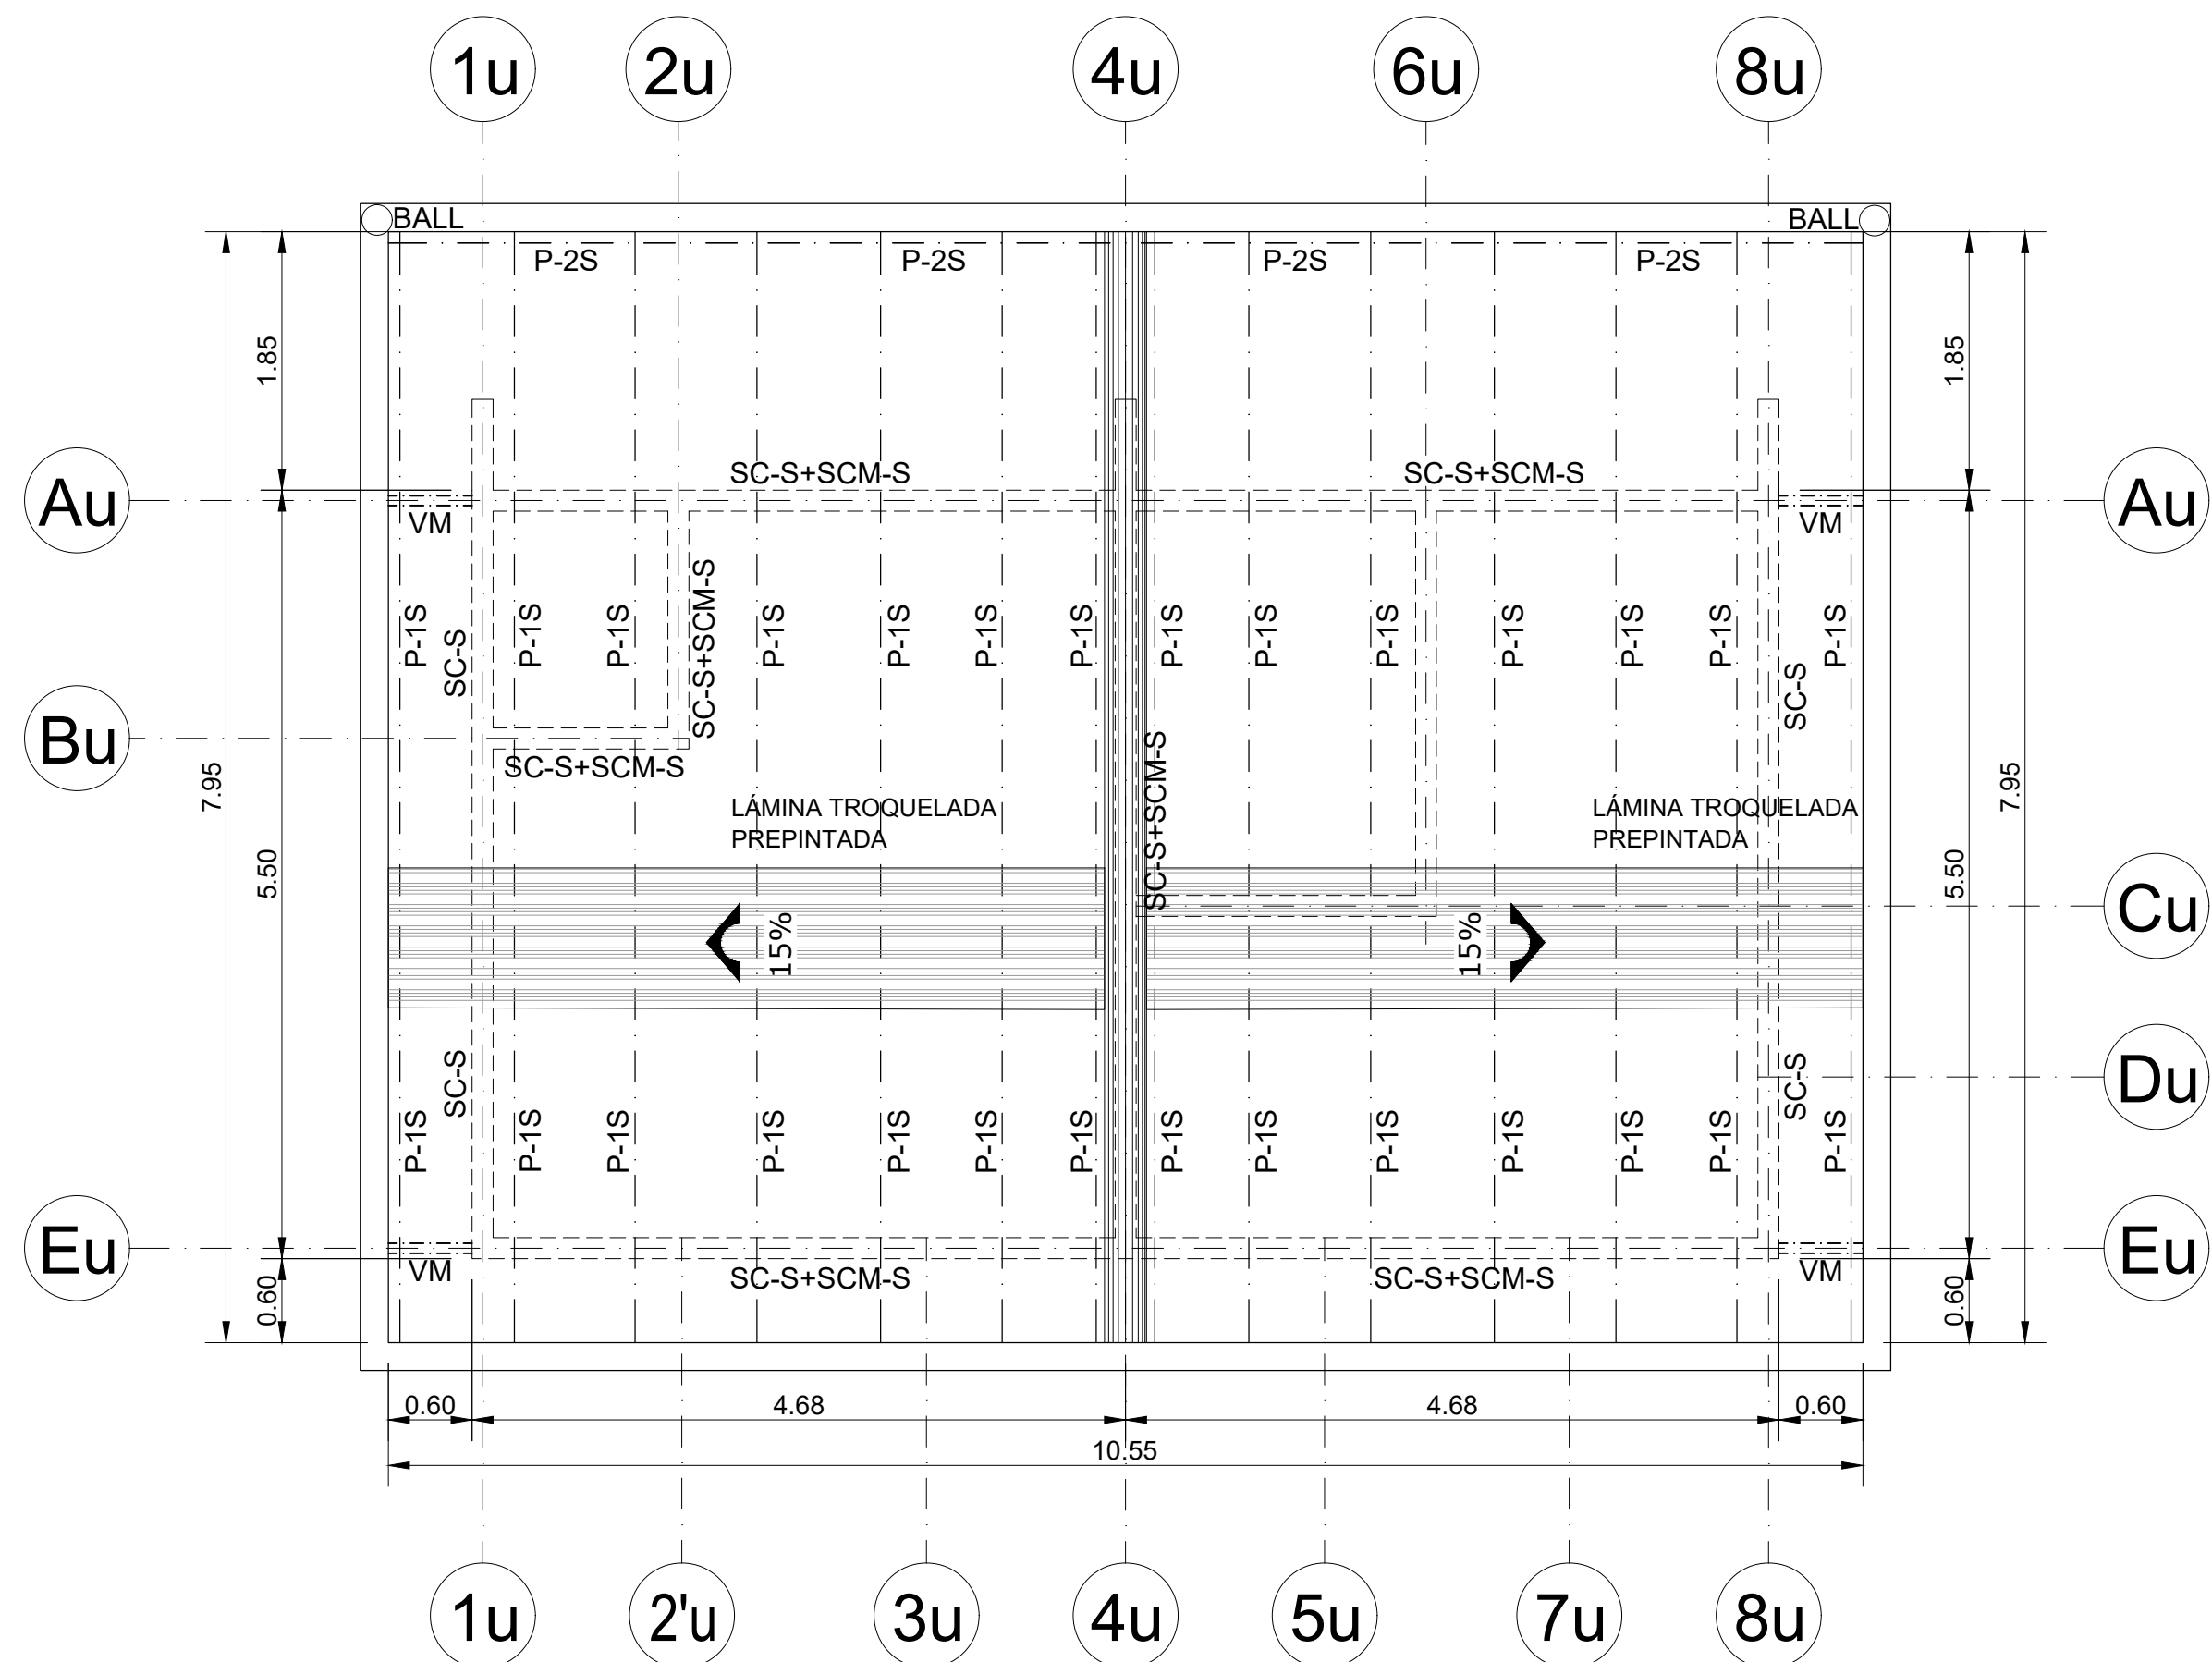 1u 2u 4u 6u 8u
BALL BALL
P-2S P-2S P-2S P-2S
1.85 1.85
SC-S+SCM-S SC-S+SCM-S
Au Au
VM VM
SC-S+SCM-S
P-1S SC-S P-1S P-1S P-1S P-1S P-1S P-1S P-1S P-1S P-1S P-1S P-1S P-1S P-1S
SC-S
Bu
SC-S+SCM-S
7.95 7.95
LÁMINA TROQUELADA LÁMINA TROQUELADA
PREPINTADA PREPINTADA
SC-S+SCM-S
5.50 5.50
Cu
15% 15%
SC-S SC-S
Du
P-1S P-1S P-1S P-1S P-1S P-1S P-1S P-1S P-1S P-1S P-1S P-1S P-1S P-1S
Eu Eu
VM SC-S+SCM-S SC-S+SCM-S VM
0.60 0.60
0.60 4.68 4.68 0.60
10.55
1u 2'u 3u 4u 5u 7u 8u